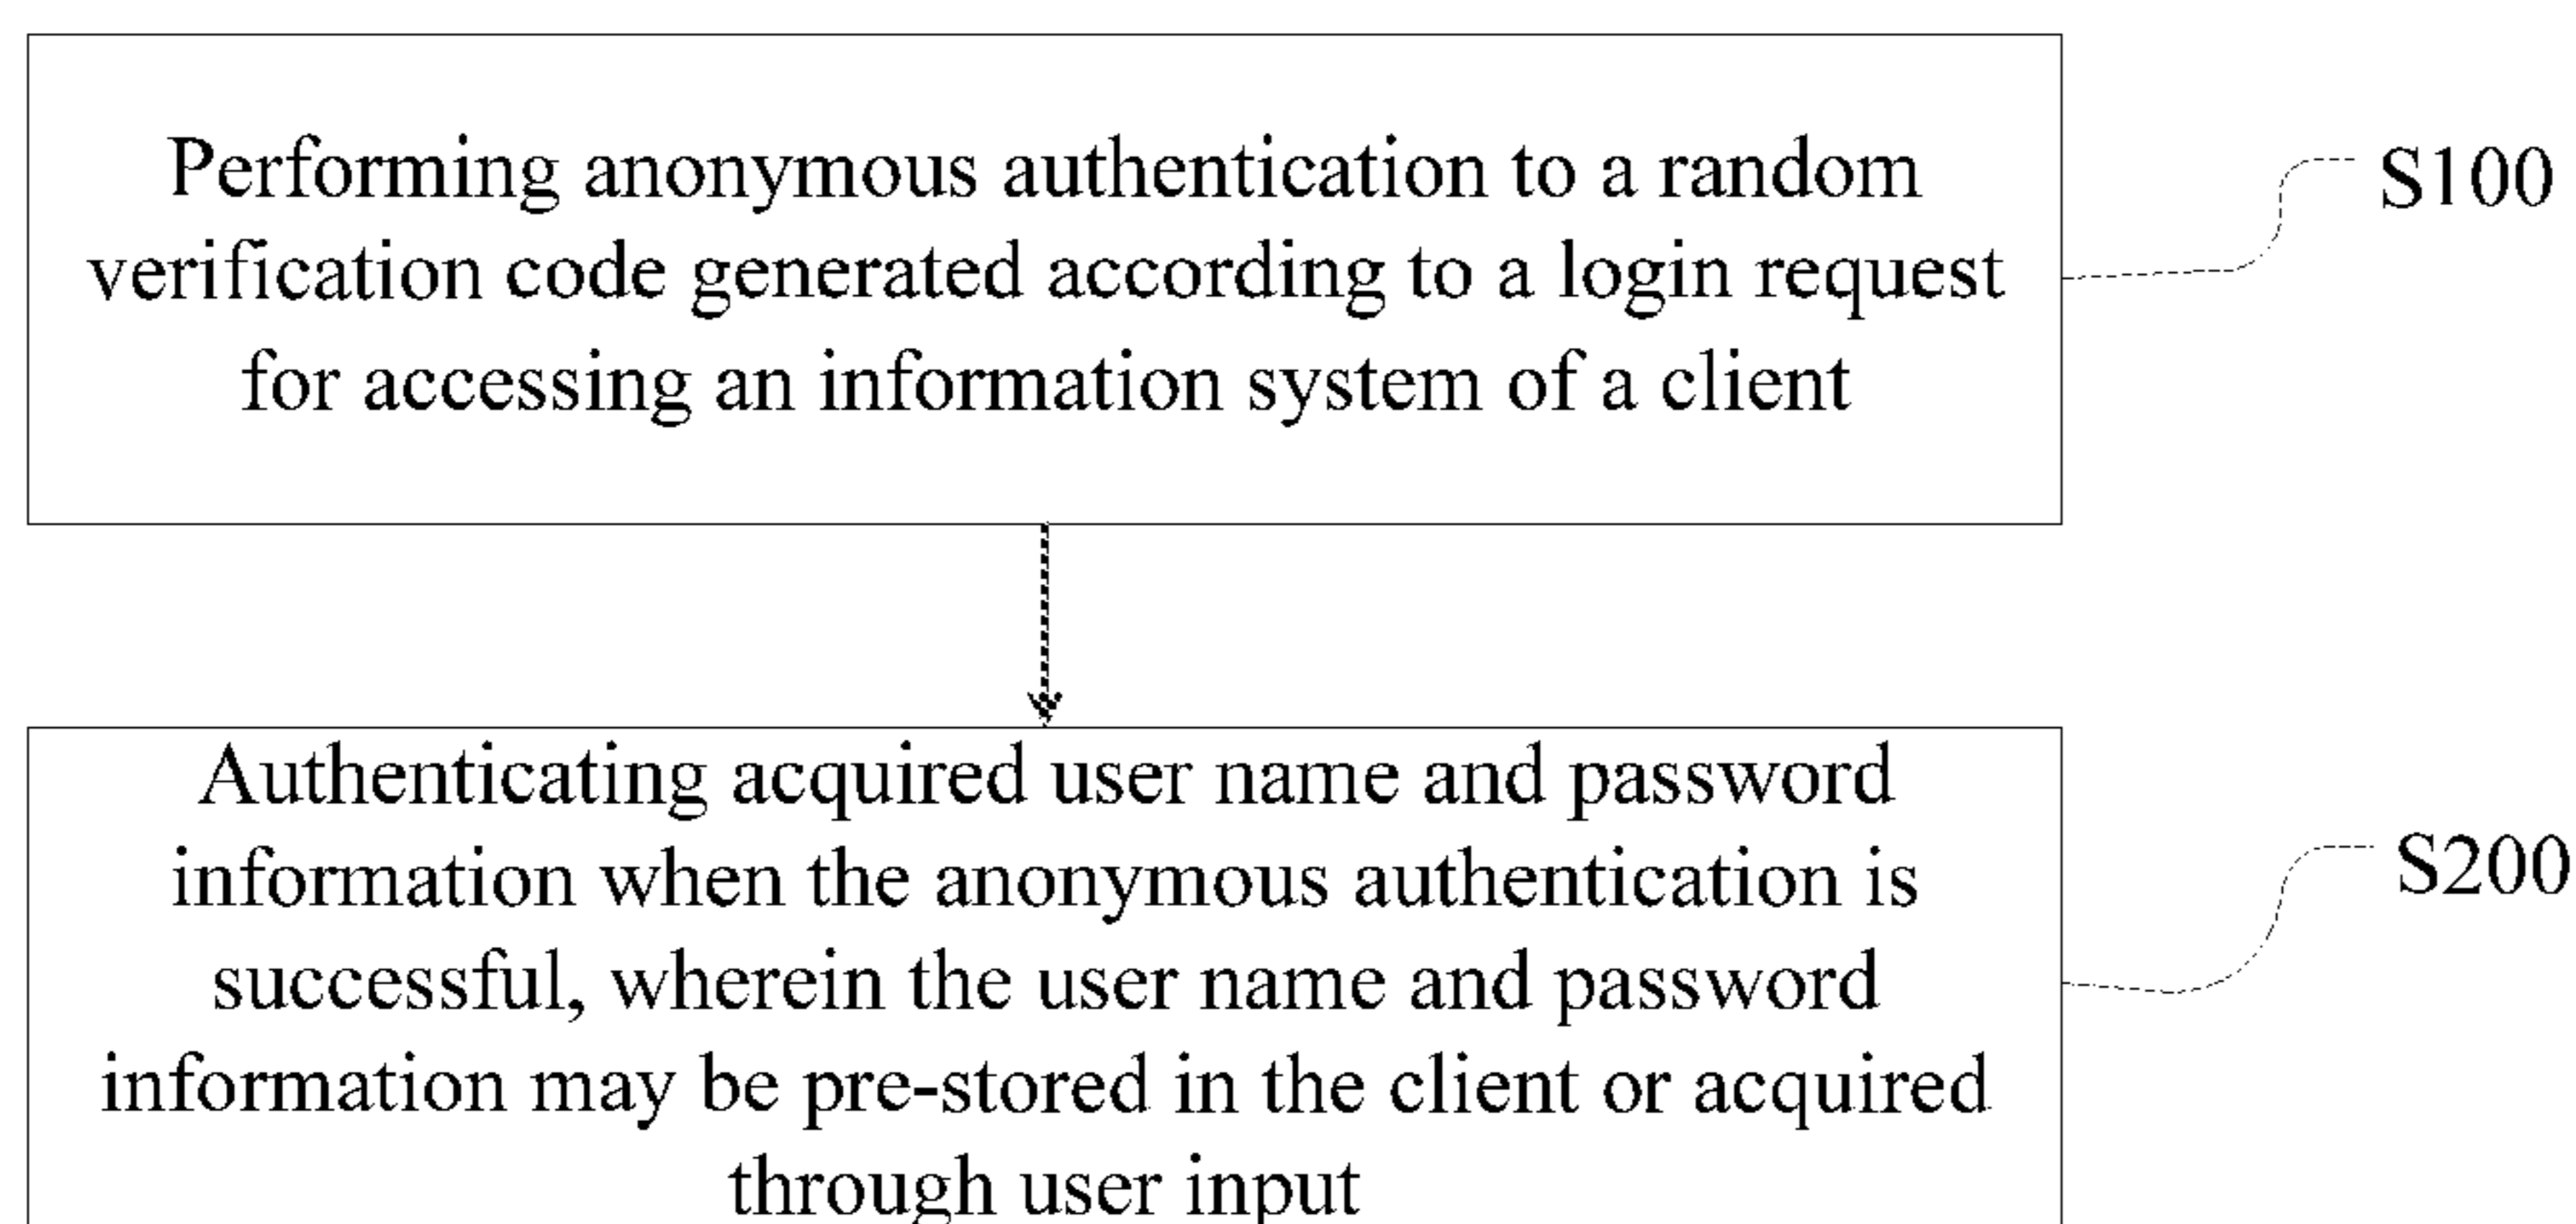 Performing anonymous authentication to a random
verification code generated according to a login request
for accessing an information system of a client
S100
Authenticating acquired user name and password
information when the anonymous authentication is
successful, wherein the user name and password
information may be pre-stored in the client or acquired
through user input
S200